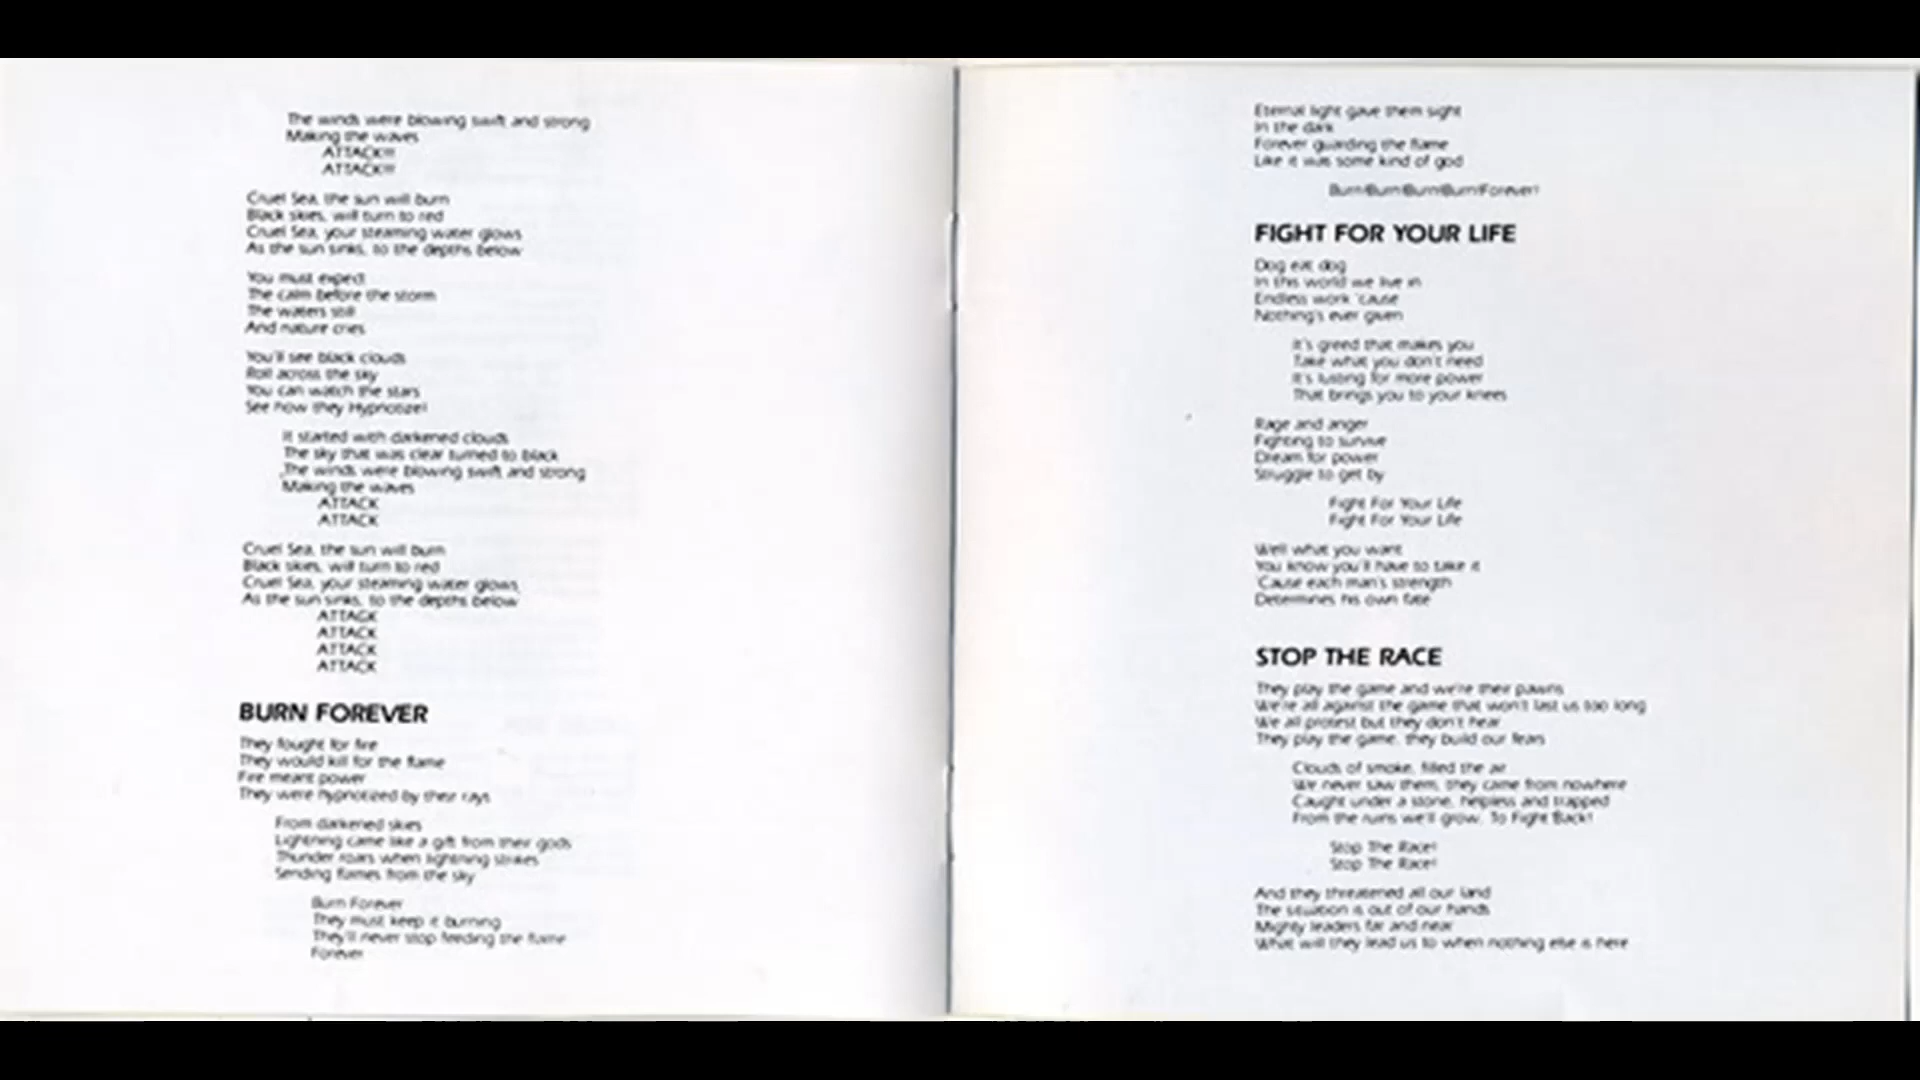 The winds were blowing swift and strong
Making the waves
ATTACK!!!
ATTACK!!!
Cruel Sea, the sun will burn
Black skies, will turn to red
Cruel Sea, your steaming water glows
As the sun sinks, to the depths below
You must expect
The calm before the storm
The waters still
And nature cries
You'll see black clouds
Roll across the sky
You can watch the stars
See how they Hypnotize!
It started with darkened clouds
The sky that was clear turned to black
The winds were blowing swift and strong
Making the waves
ATTACK
ATTACK
Cruel Sea, the sun will burn
Black skies, will turn to red
Cruel Sea, your steaming water glows,
As the sun sinks, to the depths below
ATTACK
ATTACK
ATTACK
ATTACK
BURN FOREVER
They fought for fire
They would kill for the flame
Fire meant power
They were hypnotized by their rays
From darkened skies
Lightning came like a gift from their gods
Thunder roars when lightning strikes
Sending flames from the sky
Burn Forever
They must keep it burning
They'll never stop feeding the flame
Forever
Eternal light gave them sight
In the dark
Forever guarding the flame
Like it was some kind of god
Burn!Burn!Burn!Burn!Forever!
FIGHT FOR YOUR LIFE
Dog eat dog
In this world we live in
Endless work 'cause
Nothing's ever given
It's greed that makes you
Take what you don't need
It's lusting for more power
That brings you to your knees
Rage and anger
Fighting to survive
Dream for power
Struggle to get by
Fight For Your Life
Fight For Your Life
Well what you want
You know you'll have to take it
'Cause each man's strength
Determines his own fate
STOP THE RACE
They play the game and we're their pawns
We're all against the game that won't last us too long
We all protest but they don't hear
They play the game, they build our fears
Clouds of smoke, filled the air
We never saw them, they came from nowhere
Caught under a stone, helpless and trapped
From the ruins we'll grow, To Fight Back!
Stop The Race!
Stop The Race!
And they threatened all our land
The situation is out of our hands
Mighty leaders far and near
What will they lead us to when nothing else is here